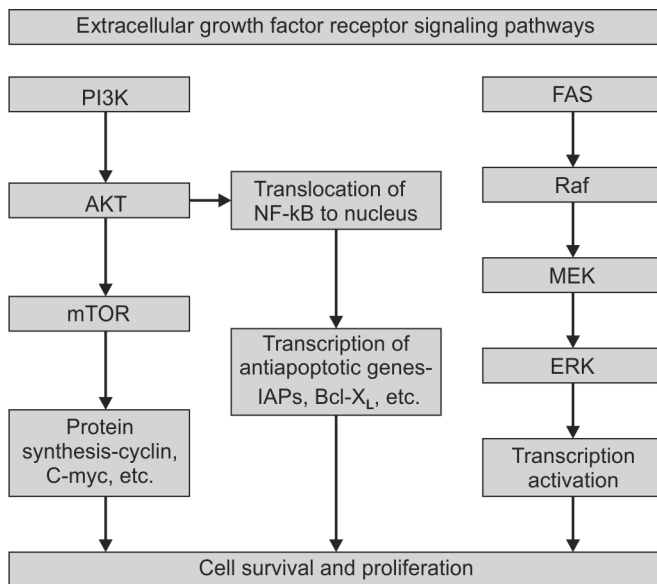 Extracellular growth factor receptor signaling pathways
PI3K
AKT
mTOR
Protein
synthesis-cyclin,
C-myc, etc.
Translocation of
NF-kB to nucleus
Transcription of
antiapoptotic genes-
IAPs, Bcl-X_L, etc.
FAS
Raf
MEK
ERK
Transcription
activation
Cell survival and proliferation